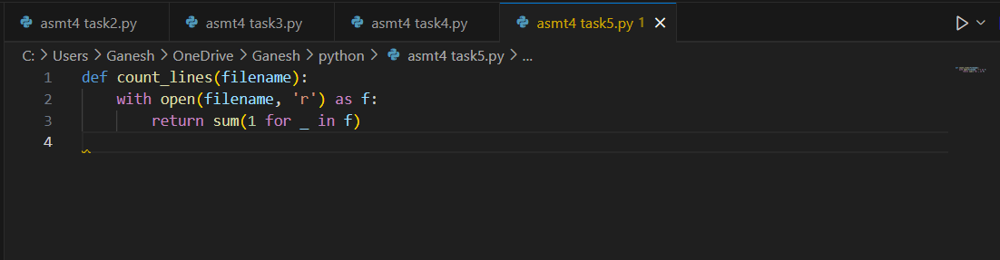 asmt4 task2.py asmt4 task3.py asmt4 task4.py asmt4 task5.py 1
C: > Users > Ganesh > OneDrive > Ganesh > python > asmt4 task5.py > ...
1 def count_lines(filename):
2     with open(filename, 'r') as f:
3         return sum(1 for _ in f)
4